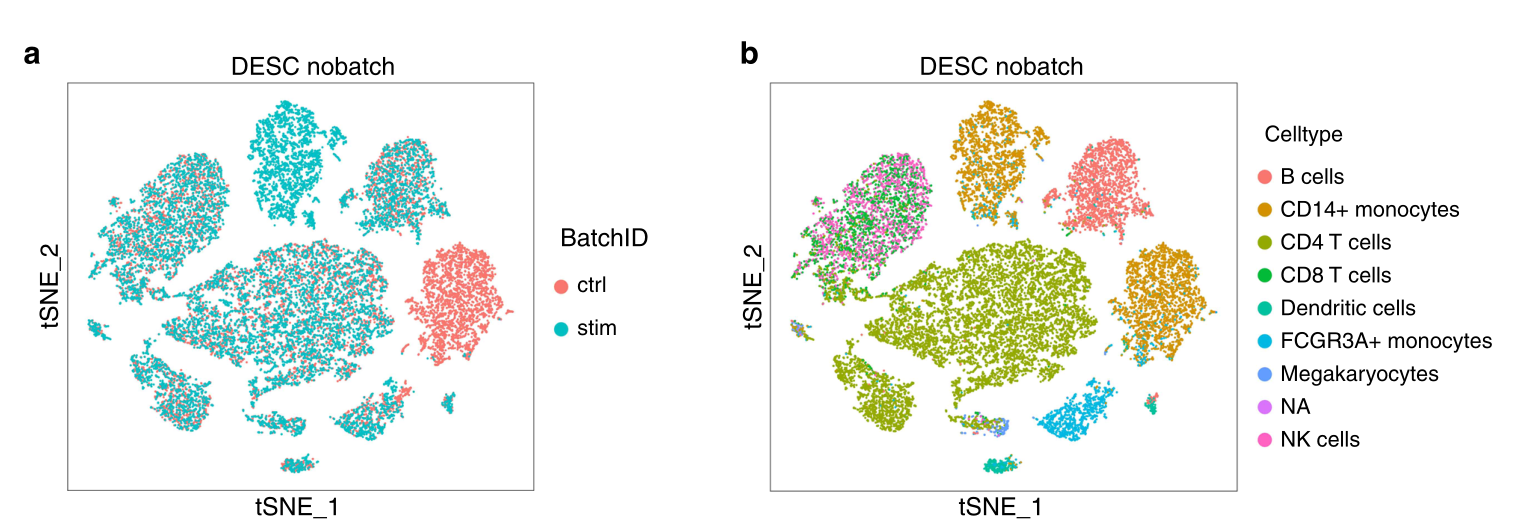 a
DESC nobatch
tSNE_2
tSNE_1
BatchID
ctrl
stim
b
DESC nobatch
tSNE_2
tSNE_1
Celltype
B cells
CD14+ monocytes
CD4 T cells
CD8 T cells
Dendritic cells
FCGR3A+ monocytes
Megakaryocytes
NA
NK cells